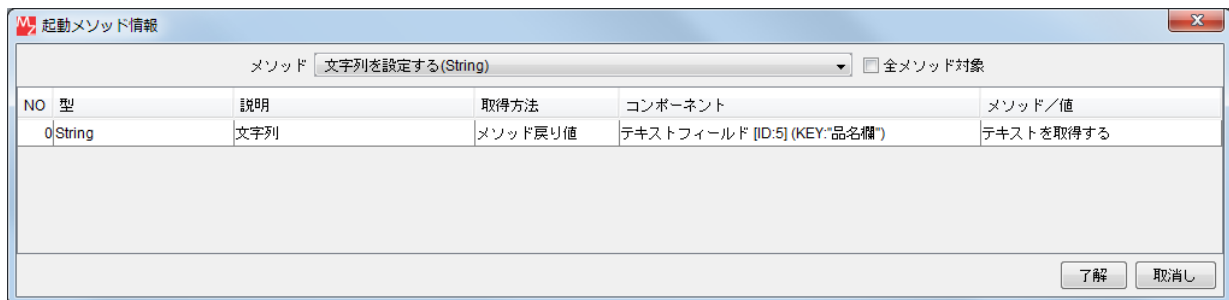 起動メソッド情報
メソッド 文字列を設定する(String) 全メソッド対象
NO 型 説明 取得方法 コンポーネント メソッド／値
0 String 文字列 メソッド戻り値 テキストフィールド [ID:5] (KEY:"品名欄") テキストを取得する
了解 取消し